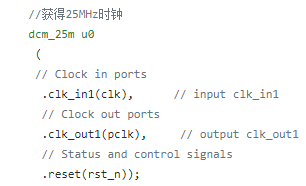 //获得25MHz时钟
dcm_25m u0
(
// Clock in ports
.clk_in1(clk),      // input clk_in1
// Clock out ports
.clk_out1(pclk),     // output clk_out1
// Status and control signals
.reset(rst_n));